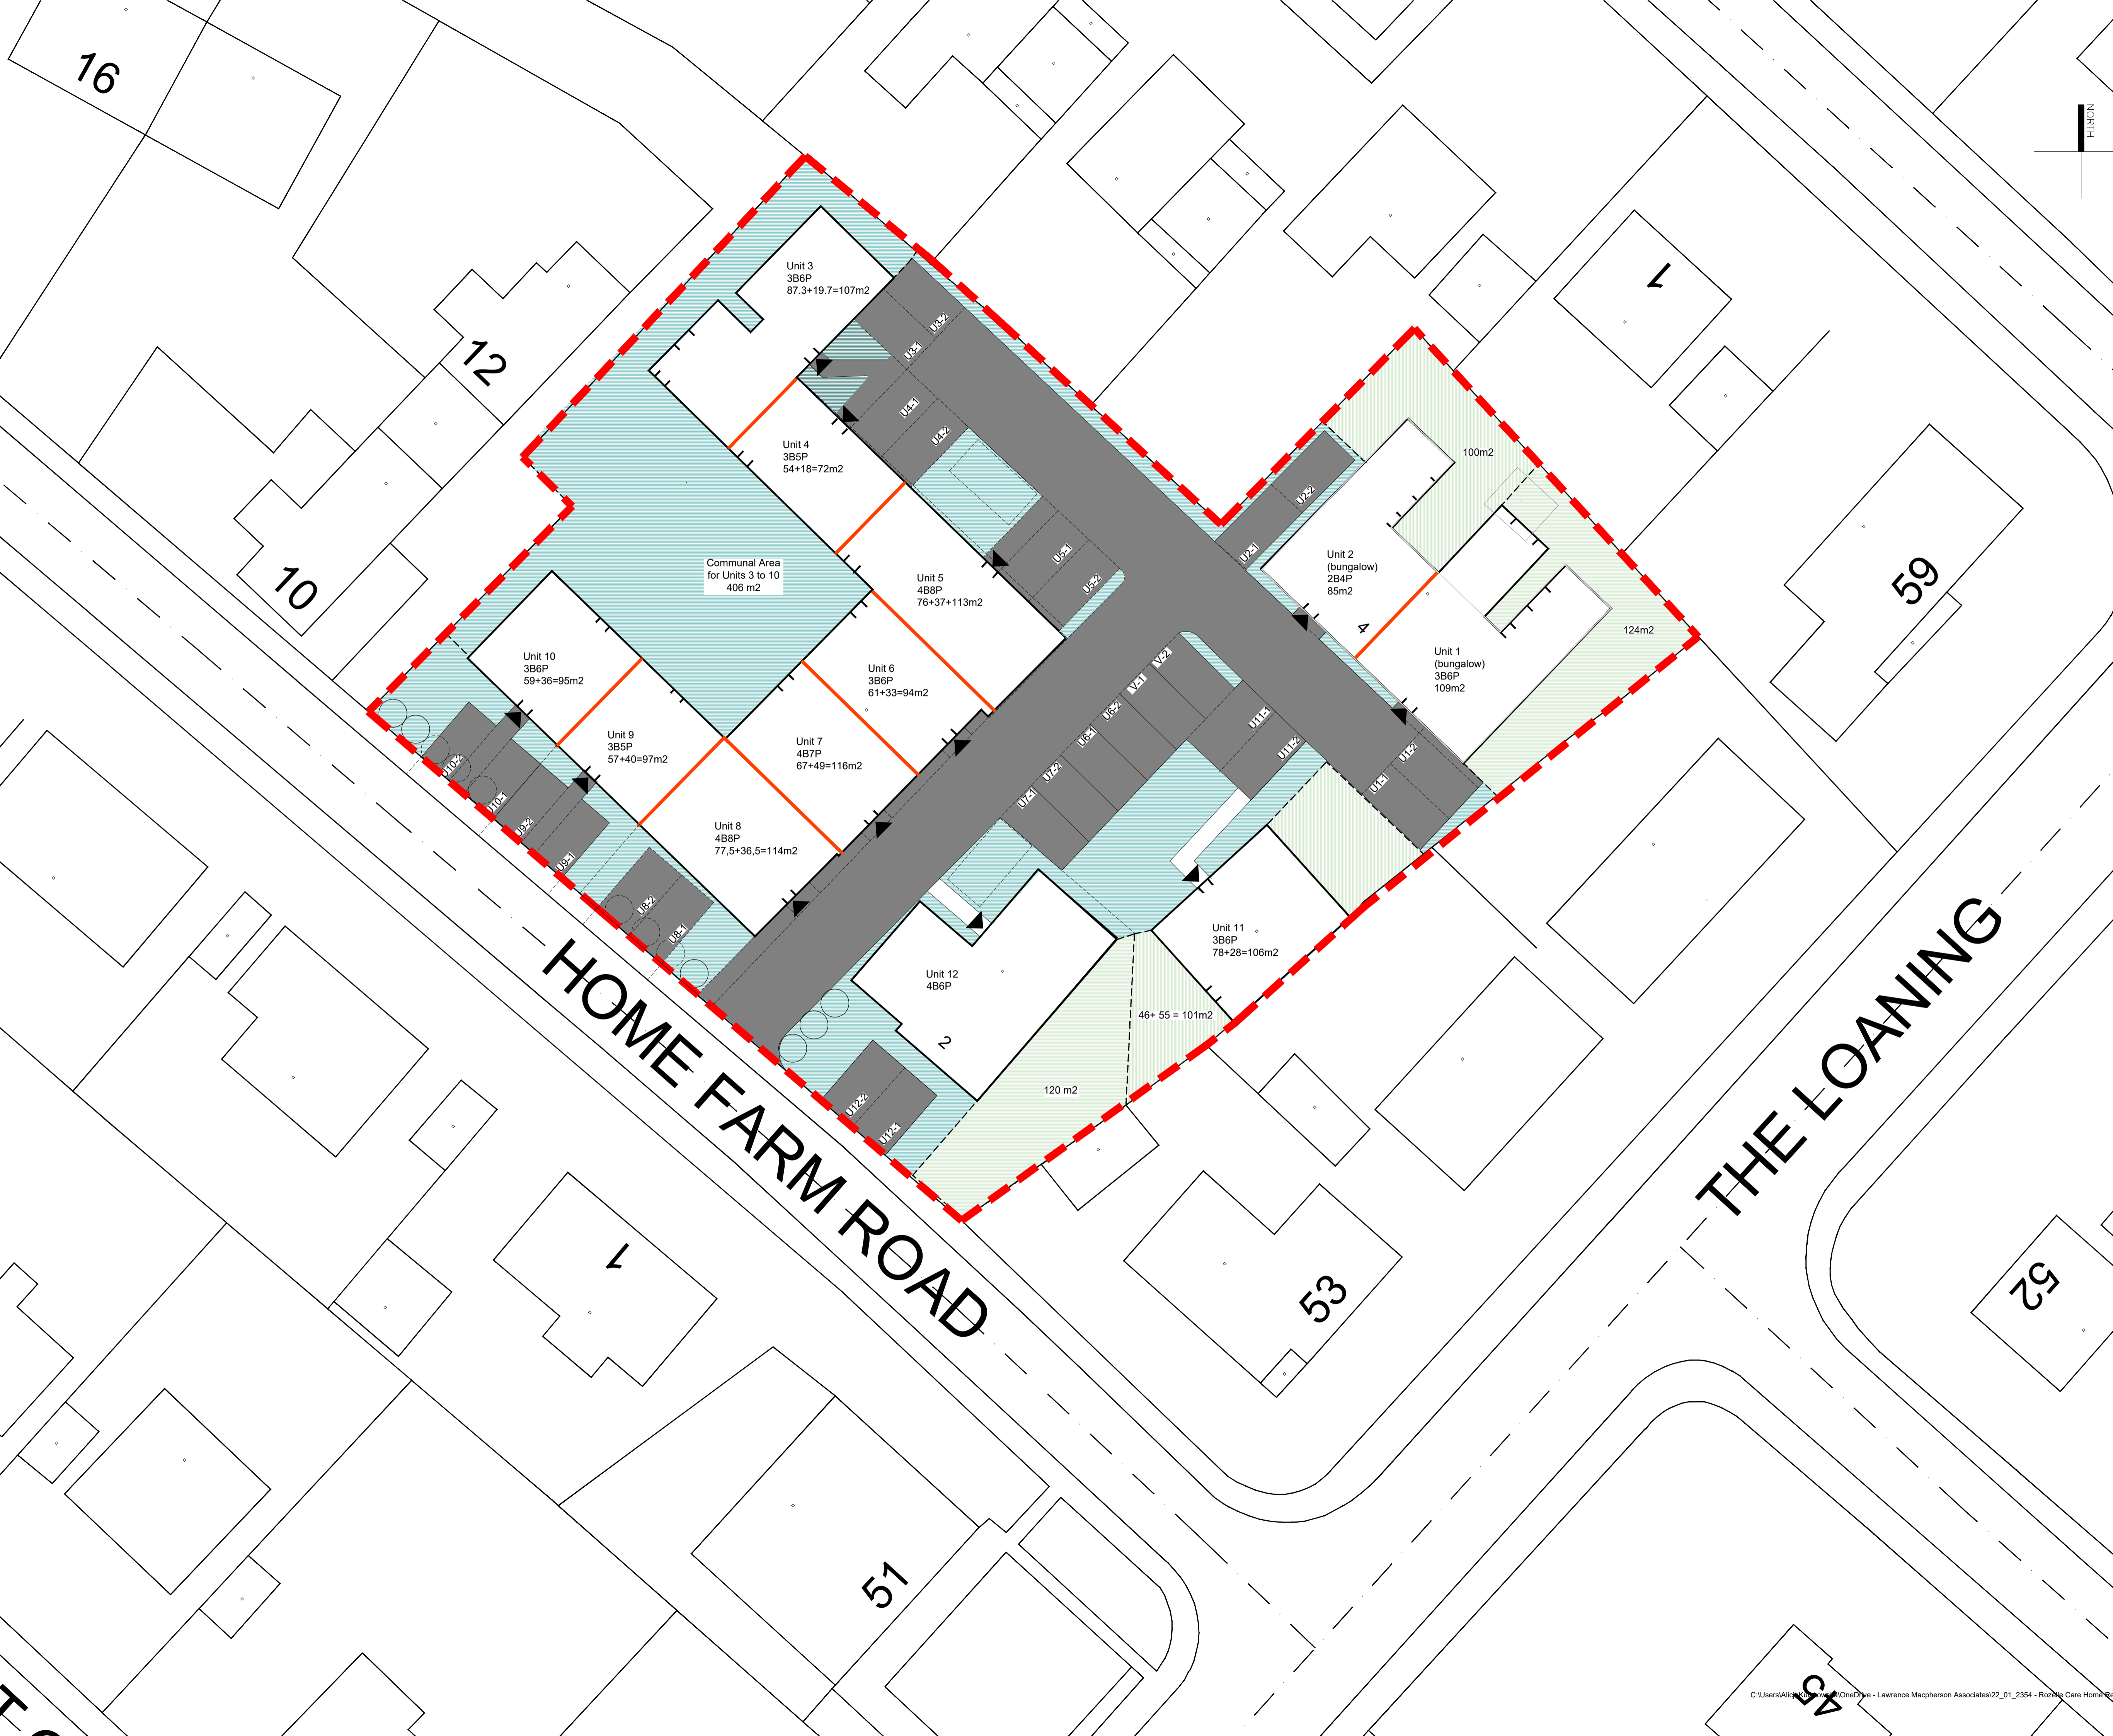 16
NORTH
1
Unit 3
3B6P
87.3+19.7=107m2
U3-2
U3-1
12
U4-1
U4-2
Unit 4
3B5P
54+18=72m2
100m2
U2-2
U2-1
59
Unit 2
(bungalow)
2B4P
85m2
U5-1
U5-2
Communal Area
for Units 3 to 10
406 m2
Unit 5
4B8P
76+37+113m2
10
4
124m2
Unit 1
(bungalow)
3B6P
109m2
Unit 10
3B6P
59+36=95m2
Unit 6
3B6P
61+33=94m2
V-2
V-1
U6-2
U6-1
U7-2
U7-1
U11-1
U11-2
U1-2
U1-1
Unit 9
3B5P
57+40=97m2
Unit 7
4B7P
67+49=116m2
U10-2
U10-1
U9-2
U9-1
Unit 8
4B8P
77,5+36,5=114m2
U8-2
U8-1
Unit 11
3B6P
78+28=106m2
Unit 12
4B6P
2
46+ 55 = 101m2
120 m2
U12-2
U12-1
HOME FARM ROAD
THE LOANING
1
53
52
51
45